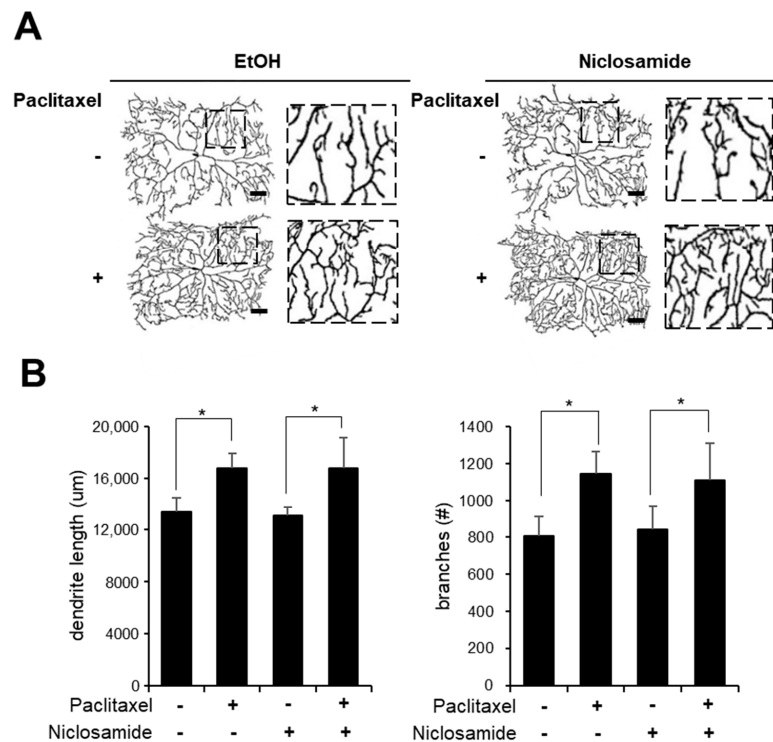 A
EtOH Niclosamide
Paclitaxel Paclitaxel
- -
+ +
B
* * * *
dendrite length (um)
20,000
16,000
12,000
8000
4000
0
branches (#)
1400
1200
1000
800
600
400
200
0
Paclitaxel - + - + Paclitaxel - + - +
Niclosamide - - + + Niclosamide - - + +